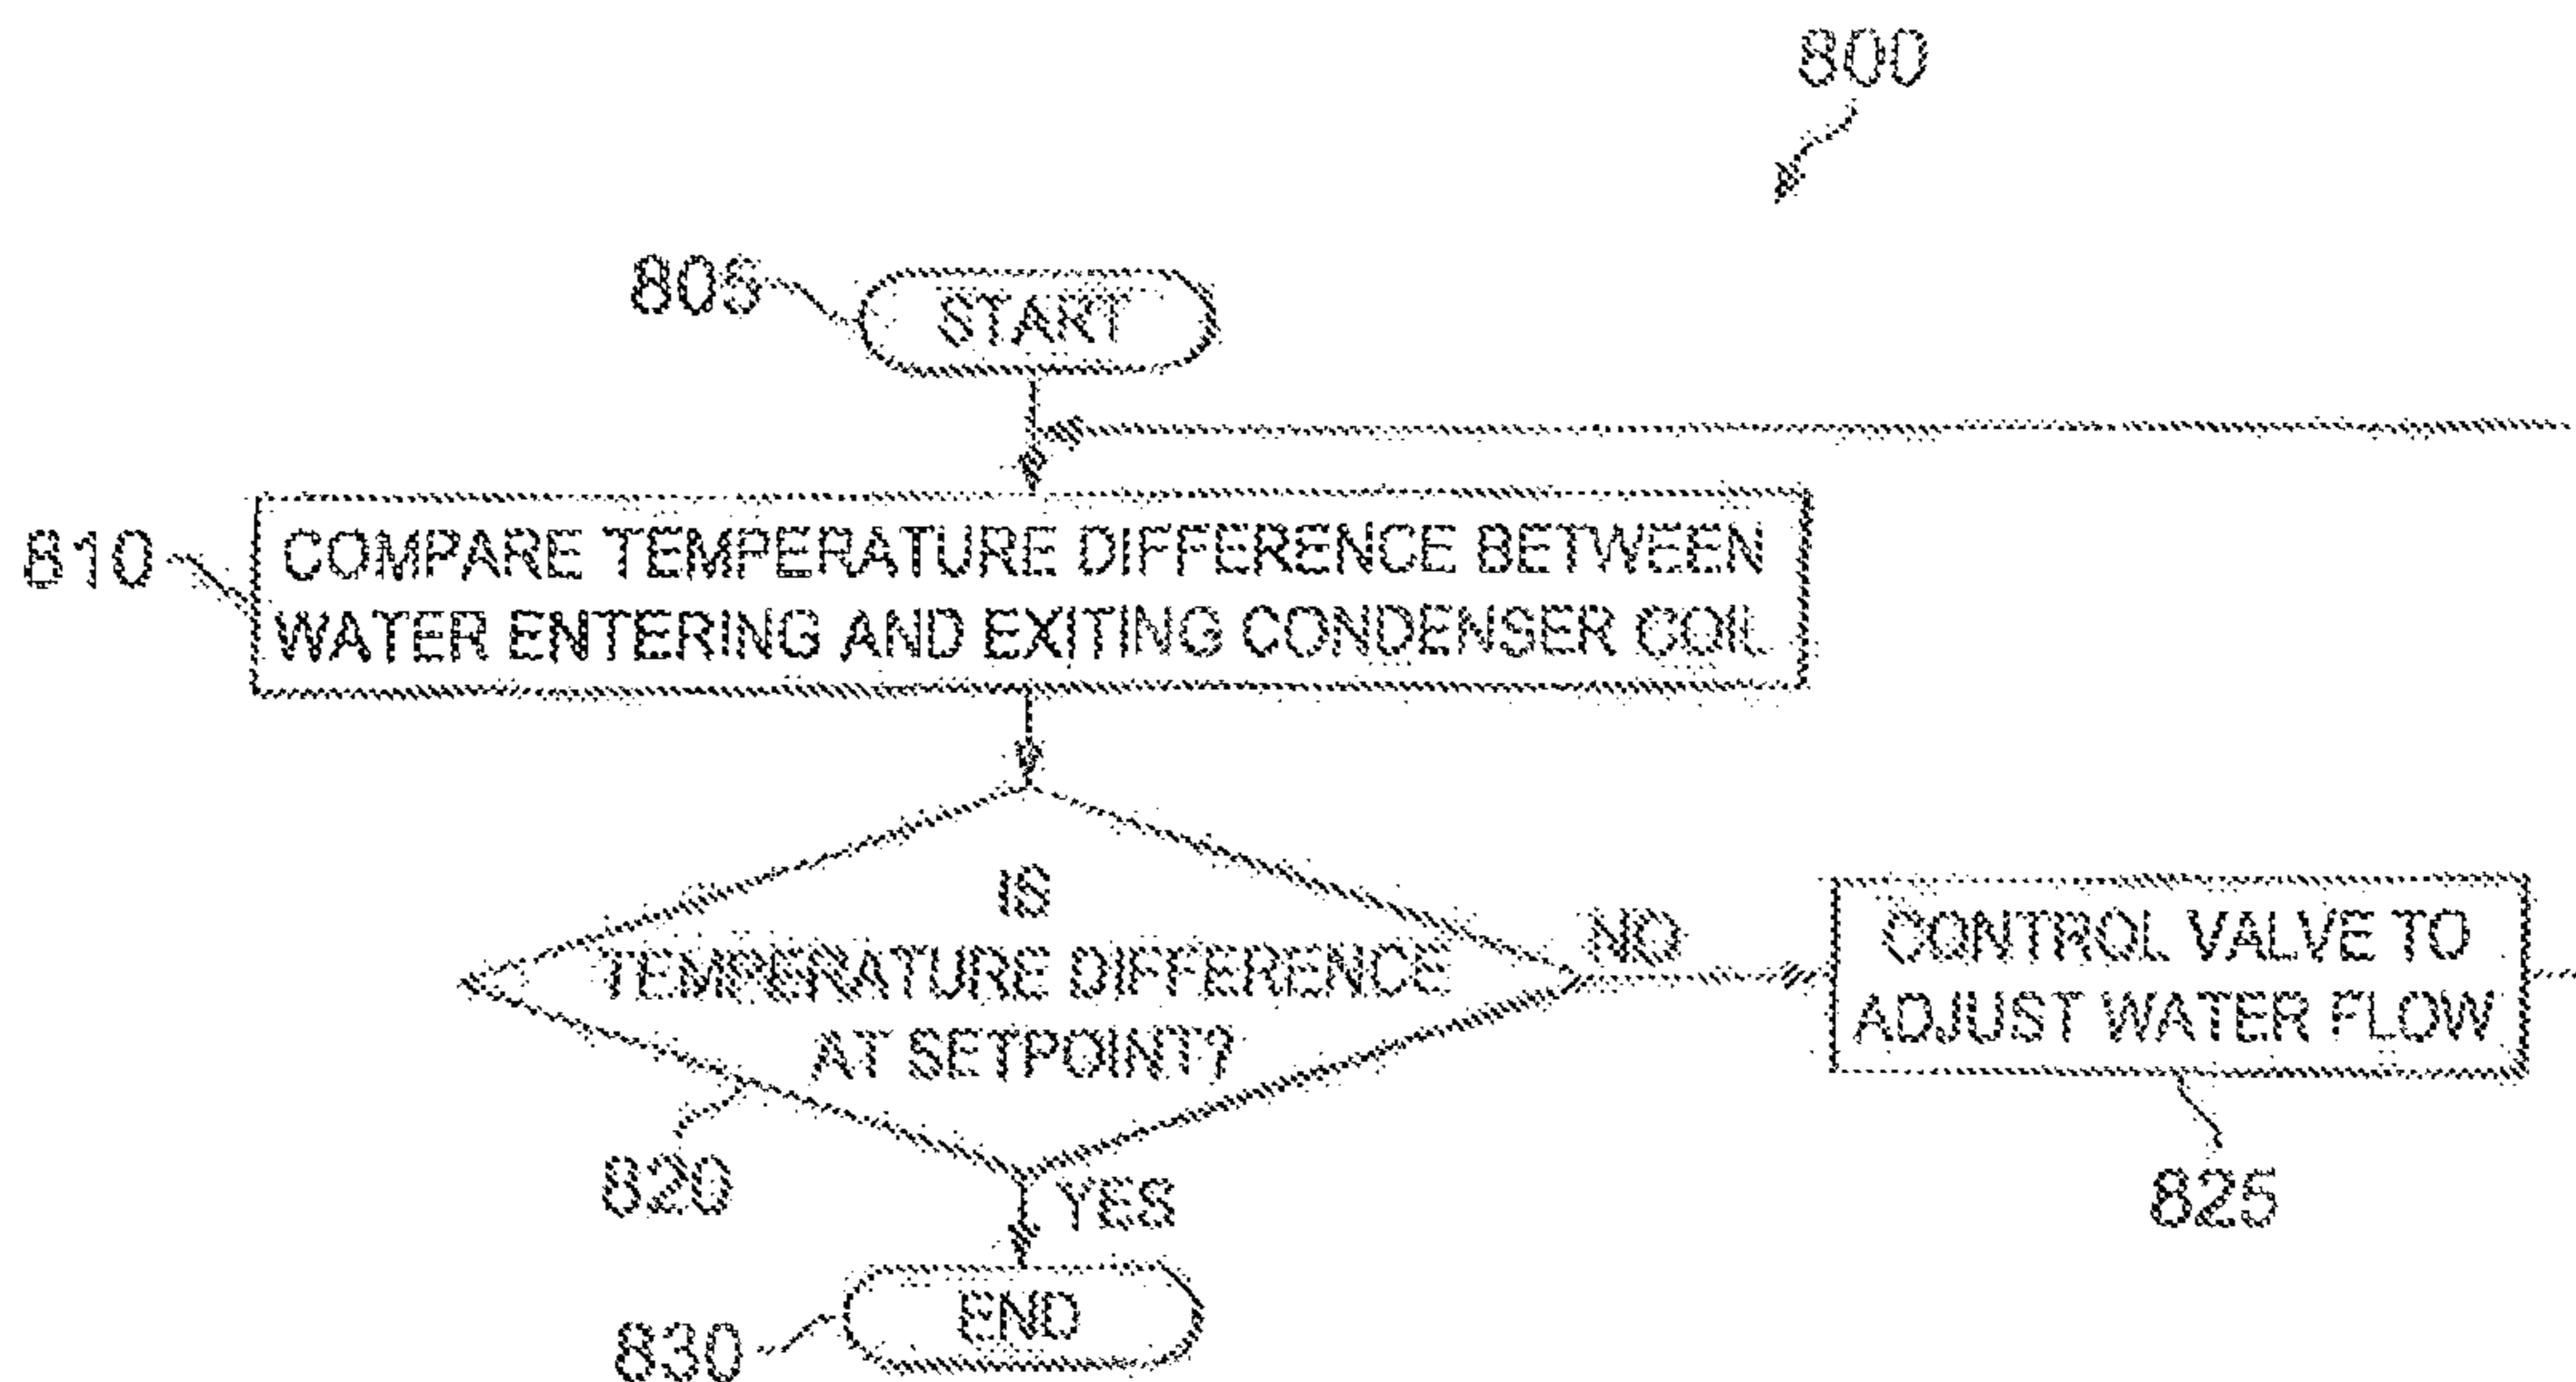 800
805
START
810
COMPARE TEMPERATURE DIFFERENCE BETWEEN
WATER ENTERING AND EXITING CONDENSER COIL
IS
TEMPERATURE DIFFERENCE
AT SETPOINT?
NO
CONTROL VALVE TO
ADJUST WATER FLOW
820
825
YES
END
830